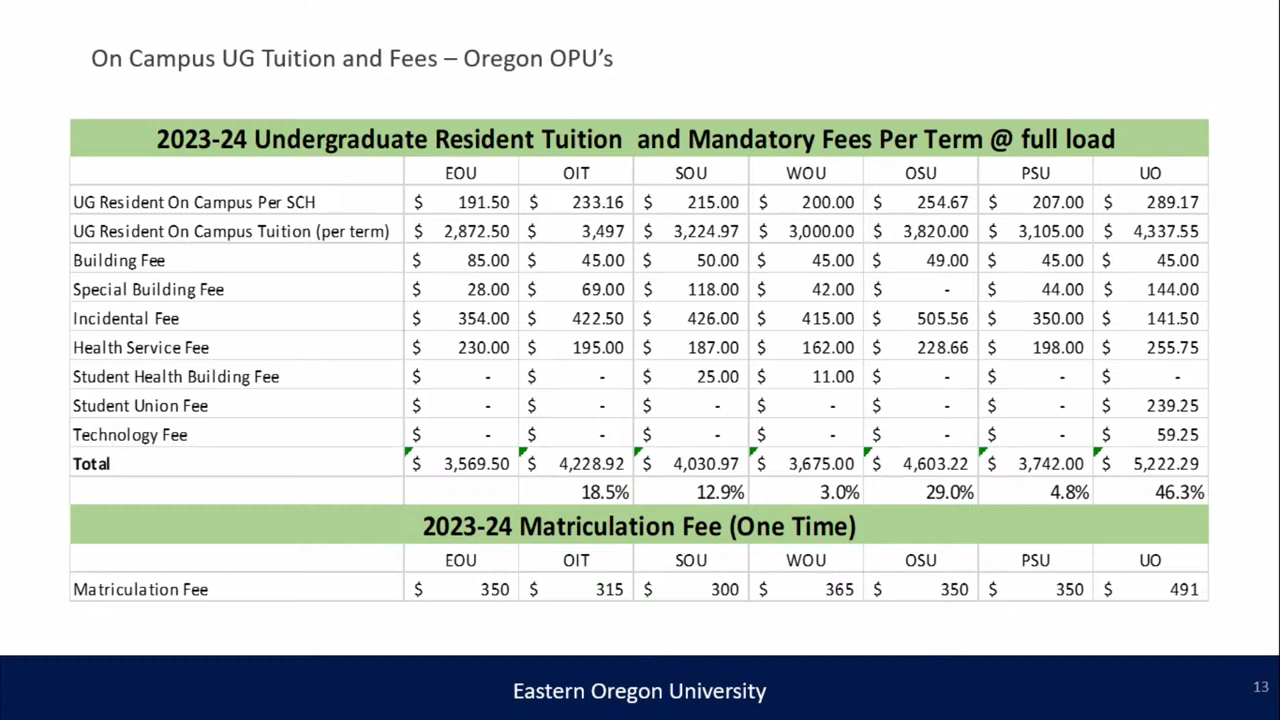 On Campus UG Tuition and Fees – Oregon OPU's
2023-24 Undergraduate Resident Tuition and Mandatory Fees Per Term @ full load
EOU OIT SOU WOU OSU PSU UO
UG Resident On Campus Per SCH $ 191.50 $ 233.16 $ 215.00 $ 200.00 $ 254.67 $ 207.00 $ 289.17
UG Resident On Campus Tuition (per term) $ 2,872.50 $ 3,497 $ 3,224.97 $ 3,000.00 $ 3,820.00 $ 3,105.00 $ 4,337.55
Building Fee $ 85.00 $ 45.00 $ 50.00 $ 45.00 $ 49.00 $ 45.00 $ 45.00
Special Building Fee $ 28.00 $ 69.00 $ 118.00 $ 42.00 $ - $ 44.00 $ 144.00
Incidental Fee $ 354.00 $ 422.50 $ 426.00 $ 415.00 $ 505.56 $ 350.00 $ 141.50
Health Service Fee $ 230.00 $ 195.00 $ 187.00 $ 162.00 $ 228.66 $ 198.00 $ 255.75
Student Health Building Fee $ - $ - $ 25.00 $ 11.00 $ - $ - $ -
Student Union Fee $ - $ - $ - $ - $ - $ - $ 239.25
Technology Fee $ - $ - $ - $ - $ - $ - $ 59.25
Total $ 3,569.50 $ 4,228.92 $ 4,030.97 $ 3,675.00 $ 4,603.22 $ 3,742.00 $ 5,222.29
18.5% 12.9% 3.0% 29.0% 4.8% 46.3%
2023-24 Matriculation Fee (One Time)
EOU OIT SOU WOU OSU PSU UO
Matriculation Fee $ 350 $ 315 $ 300 $ 365 $ 350 $ 350 $ 491
Eastern Oregon University
13